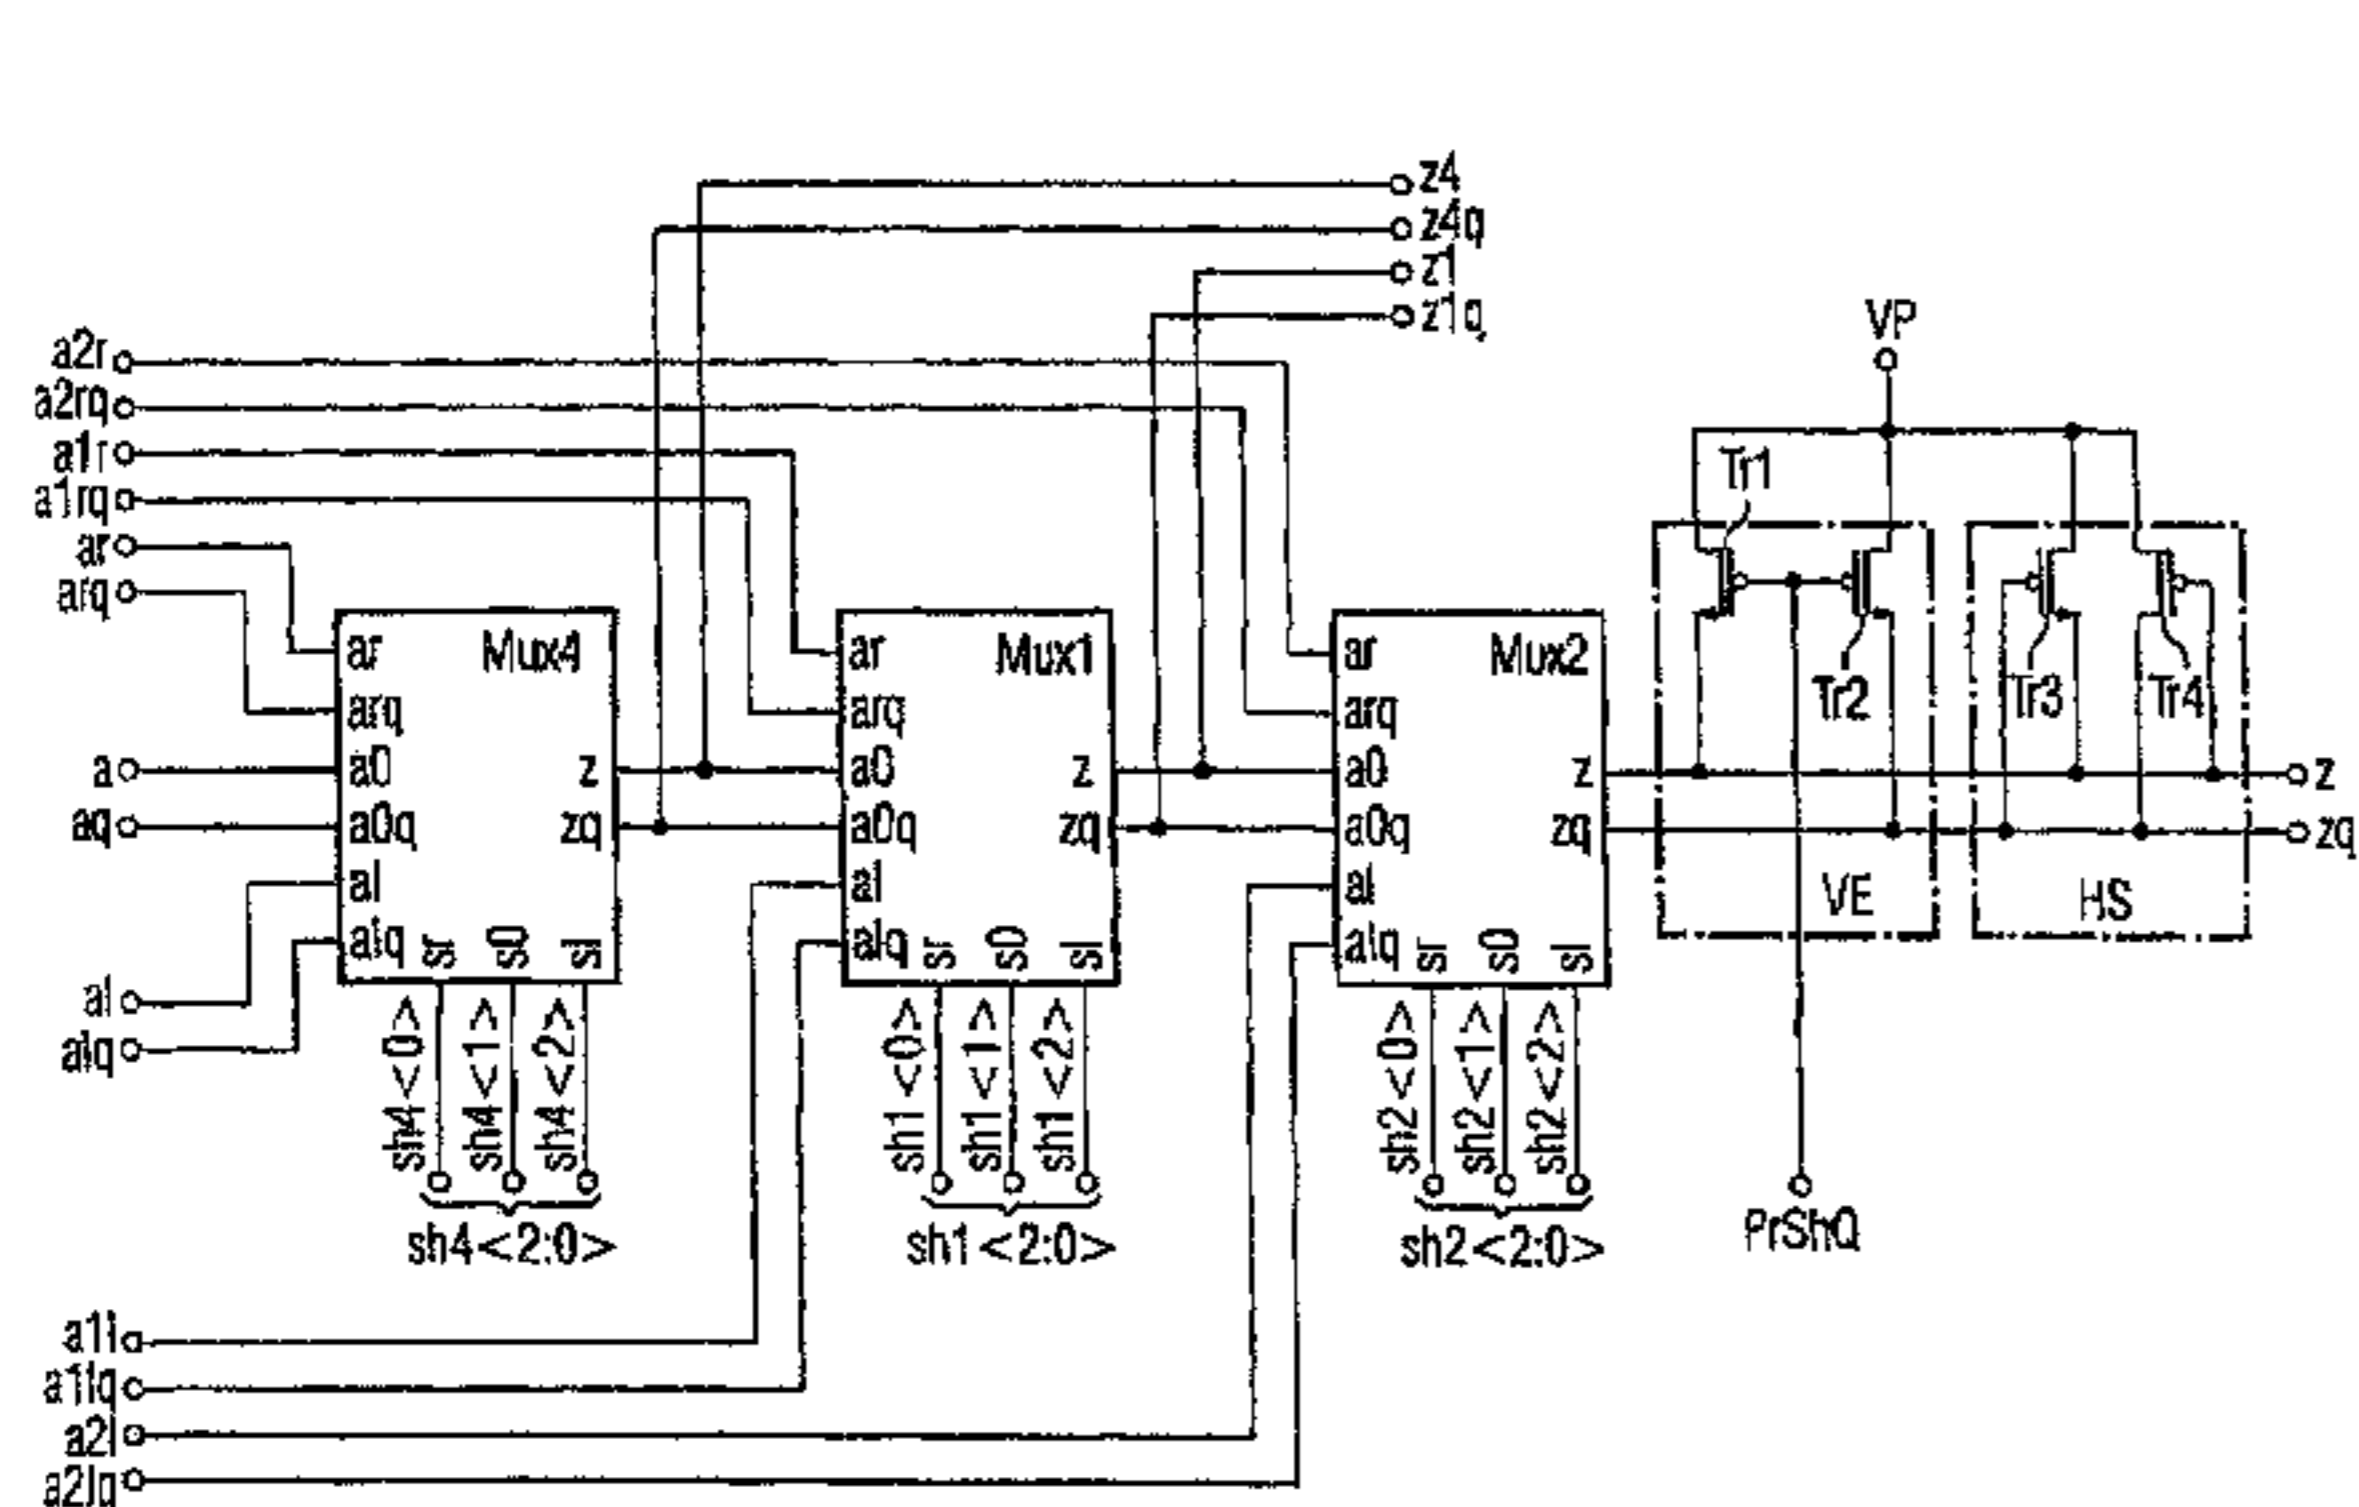 z4
z4q
z1
z1q
VP
a2r
a2rq
a1r
a1rq
ar
arq
a
aq
al
alq
a1l
a1lq
a2l
a2lq
Mux4
ar
arq
a0
a0q
al
alq
z
zq
sr
s0
sl
sh4<0>
sh4<1>
sh4<2>
sh4<2:0>
Mux1
ar
arq
a0
a0q
al
alq
z
zq
sr
s0
sl
sh1<0>
sh1<1>
sh1<2>
sh1<2:0>
Mux2
ar
arq
a0
a0q
al
alq
z
zq
sr
s0
sl
sh2<0>
sh2<1>
sh2<2>
sh2<2:0>
Tr1
Tr2
Tr3
Tr4
VE
HS
z
zq
PrShQ